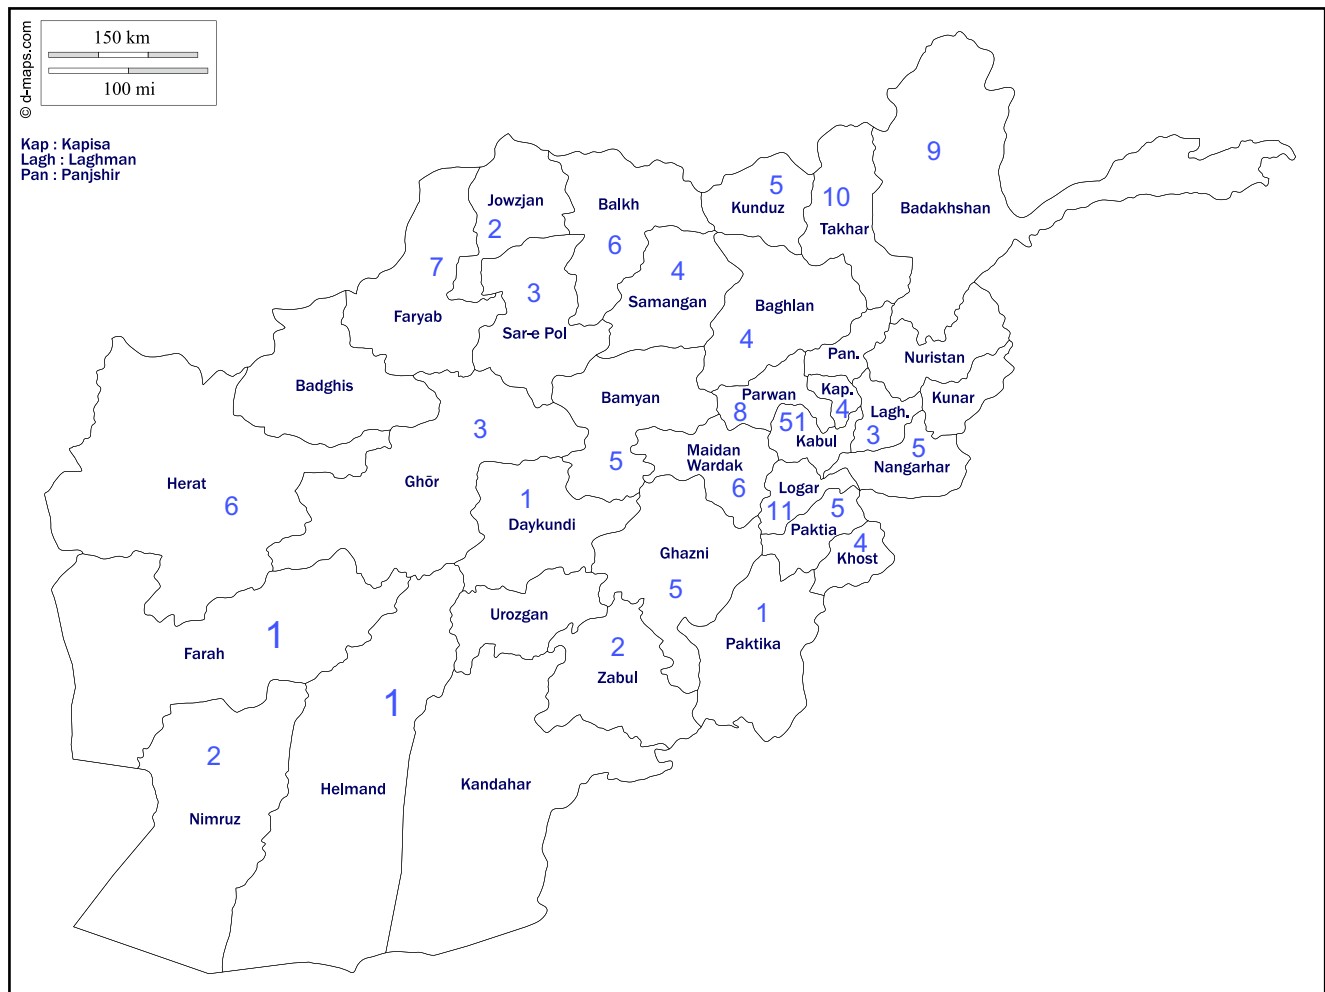 © d-maps.com
150 km
100 mi
Kap : Kapisa
Lagh : Laghman
Pan : Panjshir
9
5
10
Jowzjan
Balkh
Kunduz
Badakhshan
2
Takhar
6
7
4
3
Samangan
Baghlan
Faryab
Sar-e Pol
4
Pan.
Nuristan
Badghis
Kap.
Bamyan
Parwan
Kunar
8
4
Lagh.
51
3
Kabul
3
5
Maidan
Wardak
5
Nangarhar
Herat
Ghōr
6
Logar
1
6
11
5
Daykundi
Paktia
Ghazni
4
Khost
5
Urozgan
1
1
Farah
2
Paktika
Zabul
1
2
Helmand
Kandahar
Nimruz